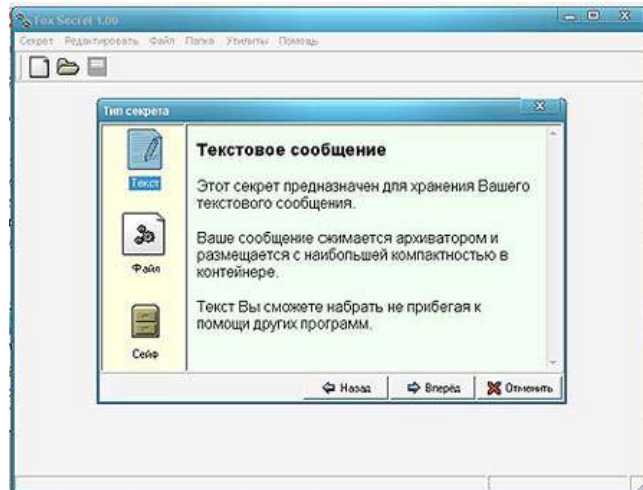 Fox Secret 1.00
Секрет Редактировать Файл Папка Утилиты Помощь
Тип секрета
Текст
Файл
Сейф
Текстовое сообщение
Этот секрет предназначен для хранения Вашего
текстового сообщения.
Ваше сообщение сжимается архиватором и
размещается с наибольшей компактностью в
контейнере.
Текст Вы сможете набрать не прибегая к
помощи других программ.
Назад Вперёд Отменить